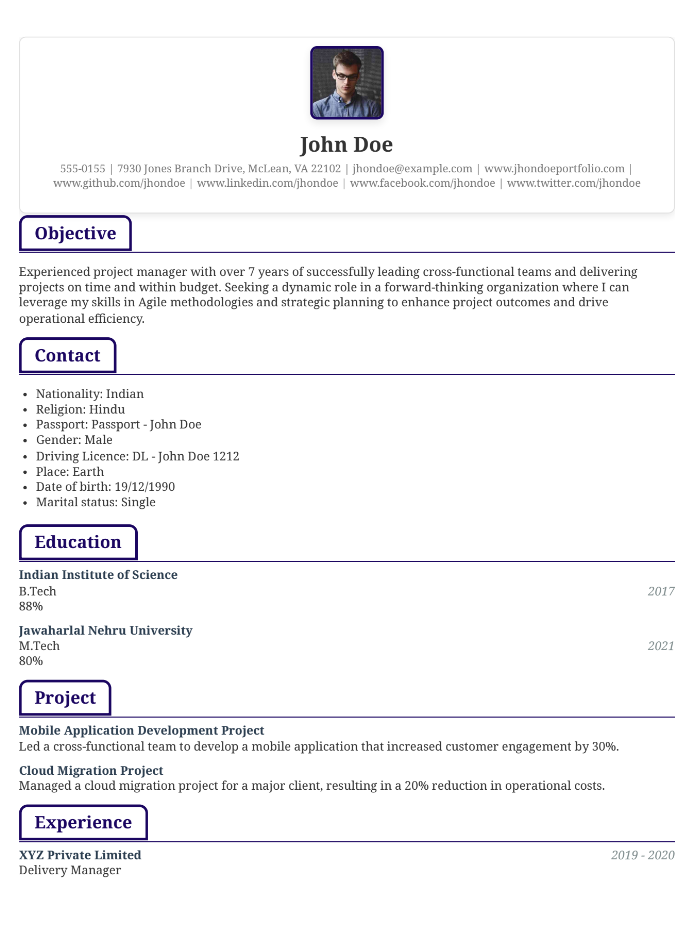 John Doe
555-0155 | 7930 Jones Branch Drive, McLean, VA 22102 | jhondoe@example.com | www.jhondoeportfolio.com |
www.github.com/jhondoe | www.linkedin.com/jhondoe | www.facebook.com/jhondoe | www.twitter.com/jhondoe
Objective
Experienced project manager with over 7 years of successfully leading cross-functional teams and delivering
projects on time and within budget. Seeking a dynamic role in a forward-thinking organization where I can
leverage my skills in Agile methodologies and strategic planning to enhance project outcomes and drive
operational efficiency.
Contact
• Nationality: Indian
• Religion: Hindu
• Passport: Passport - John Doe
• Gender: Male
• Driving Licence: DL - John Doe 1212
• Place: Earth
• Date of birth: 19/12/1990
• Marital status: Single
Education
Indian Institute of Science
B.Tech 2017
88%
Jawaharlal Nehru University
M.Tech 2021
80%
Project
Mobile Application Development Project
Led a cross-functional team to develop a mobile application that increased customer engagement by 30%.
Cloud Migration Project
Managed a cloud migration project for a major client, resulting in a 20% reduction in operational costs.
Experience
XYZ Private Limited 2019 - 2020
Delivery Manager